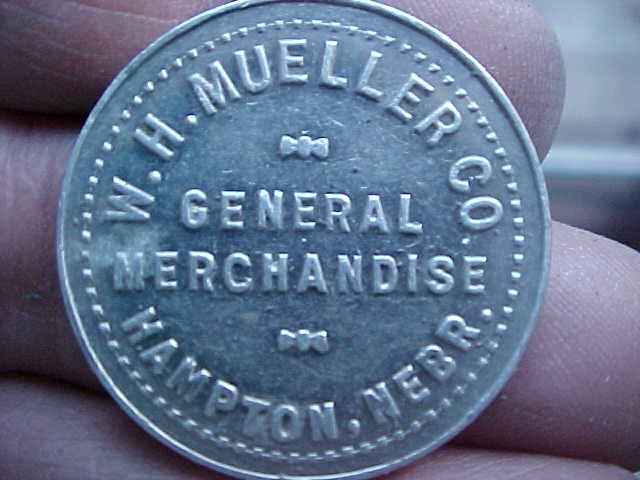 W. H. MUELLER CO.
GENERAL
MERCHANDISE
HAMPTON, NEBR.